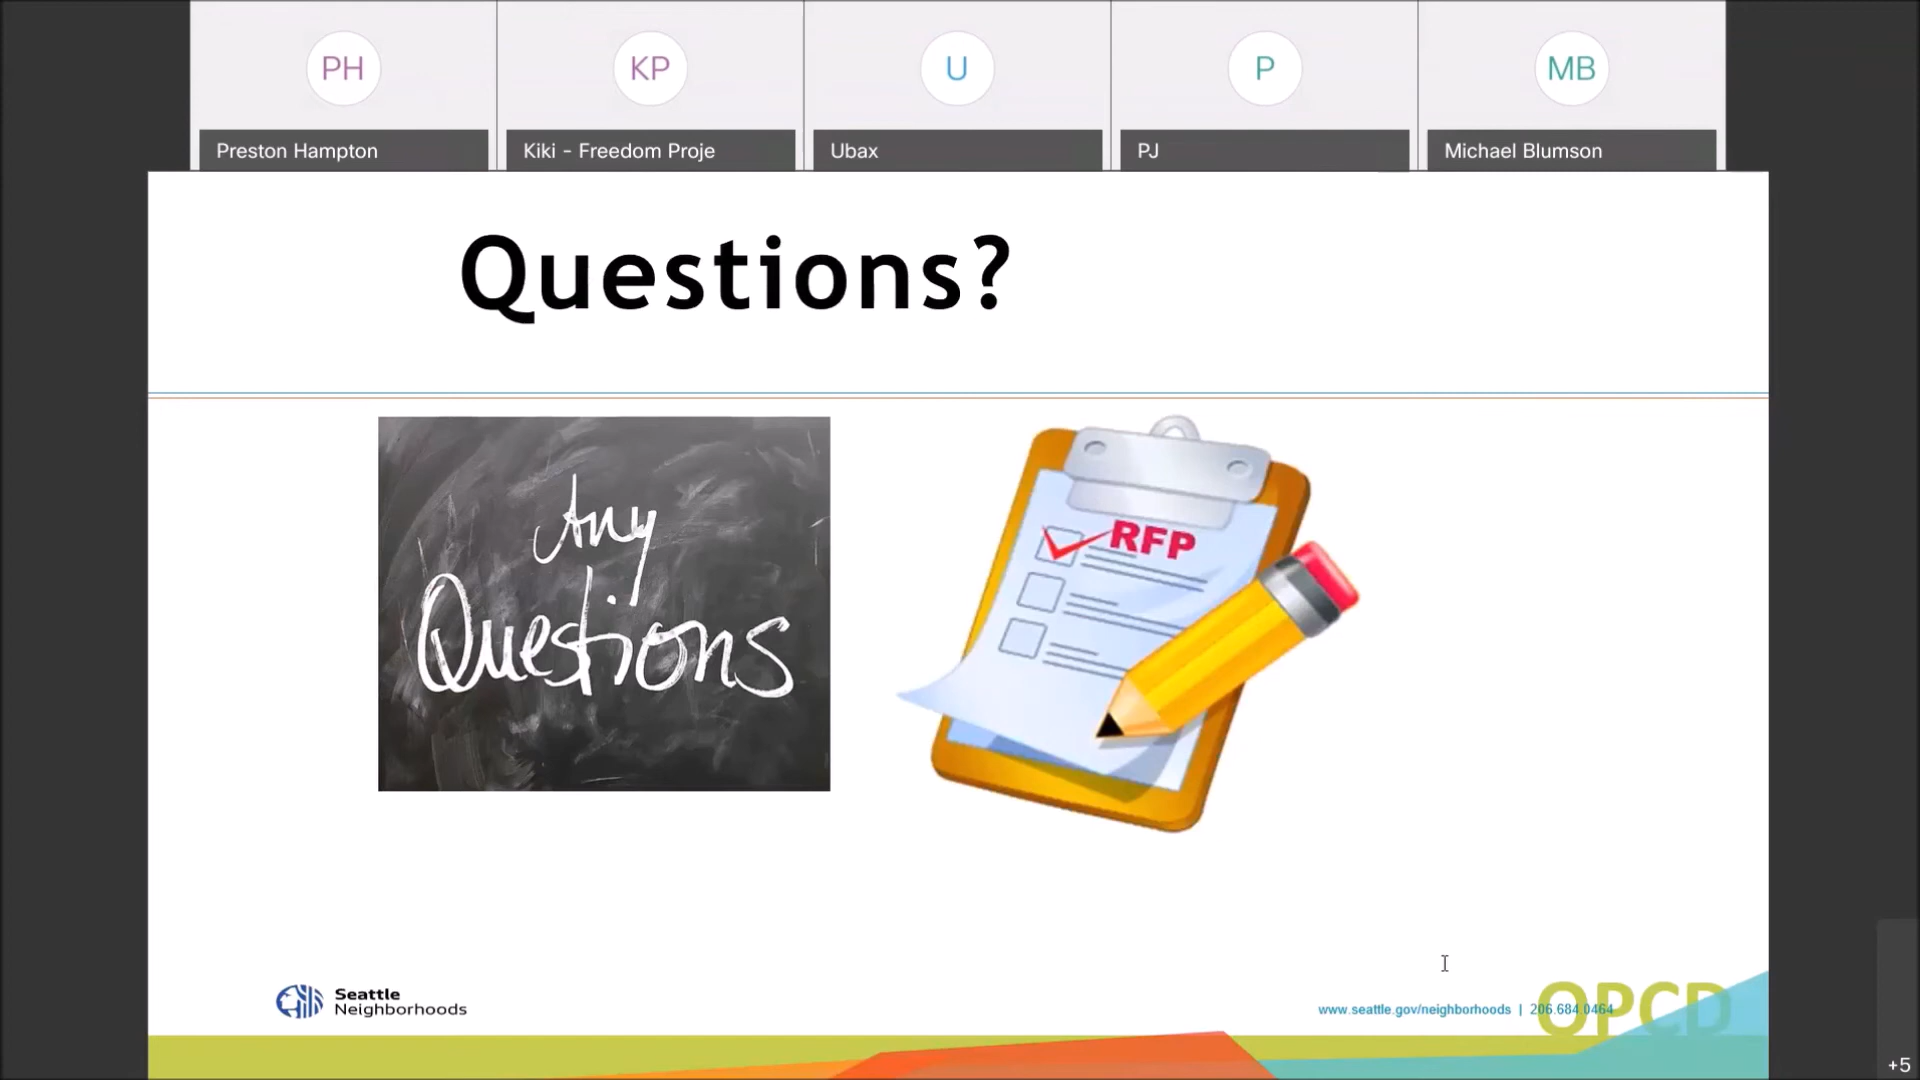 PH
KP
U
P
MB
Preston Hampton
Kiki - Freedom Proje
Ubax
PJ
Michael Blumson
Questions?
Any
Questions
RFP
Seattle
Neighborhoods
www.seattle.gov/neighborhoods | 206.684.0464
OPCD
+5